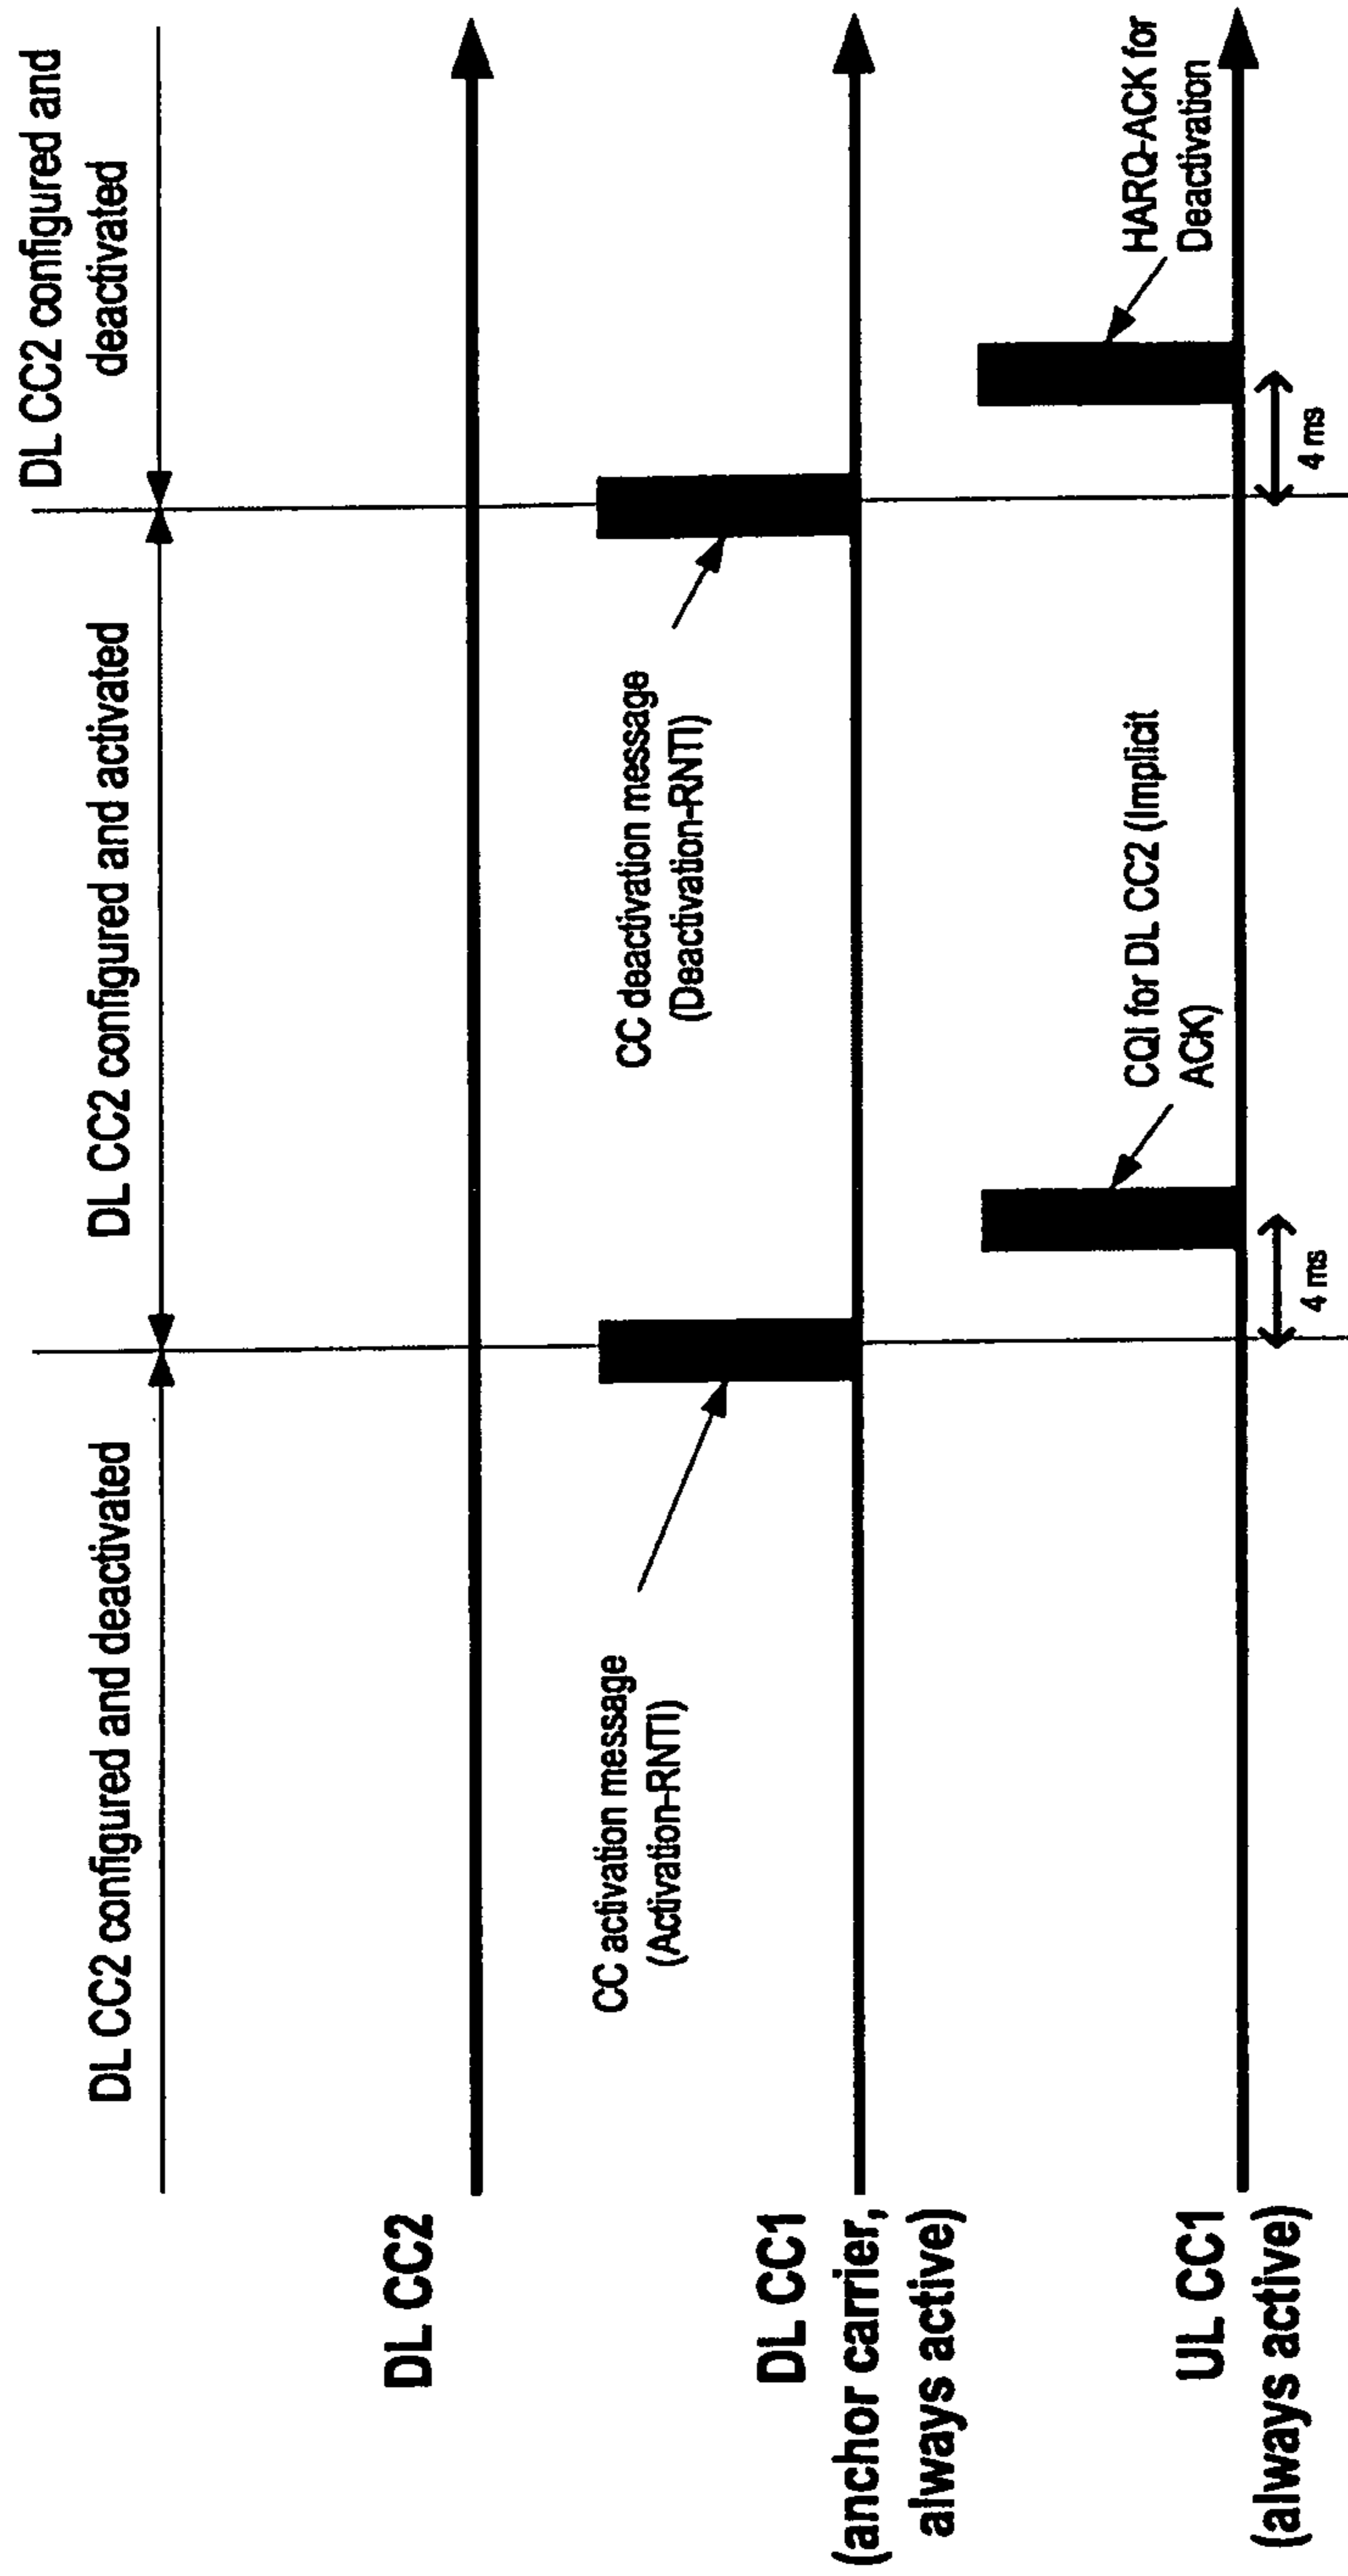 DL CC2 configured and deactivated
DL CC2 configured and activated
DL CC2 configured and
deactivated
DL CC2
CC activation message
(Activation-RNTI)
CC deactivation message
(Deactivation-RNTI)
DL CC1
(anchor carrier,
always active)
CQI for DL CC2 (Implicit
ACK)
HARQ-ACK for
Deactivation
UL CC1
(always active)
4 ms
4 ms